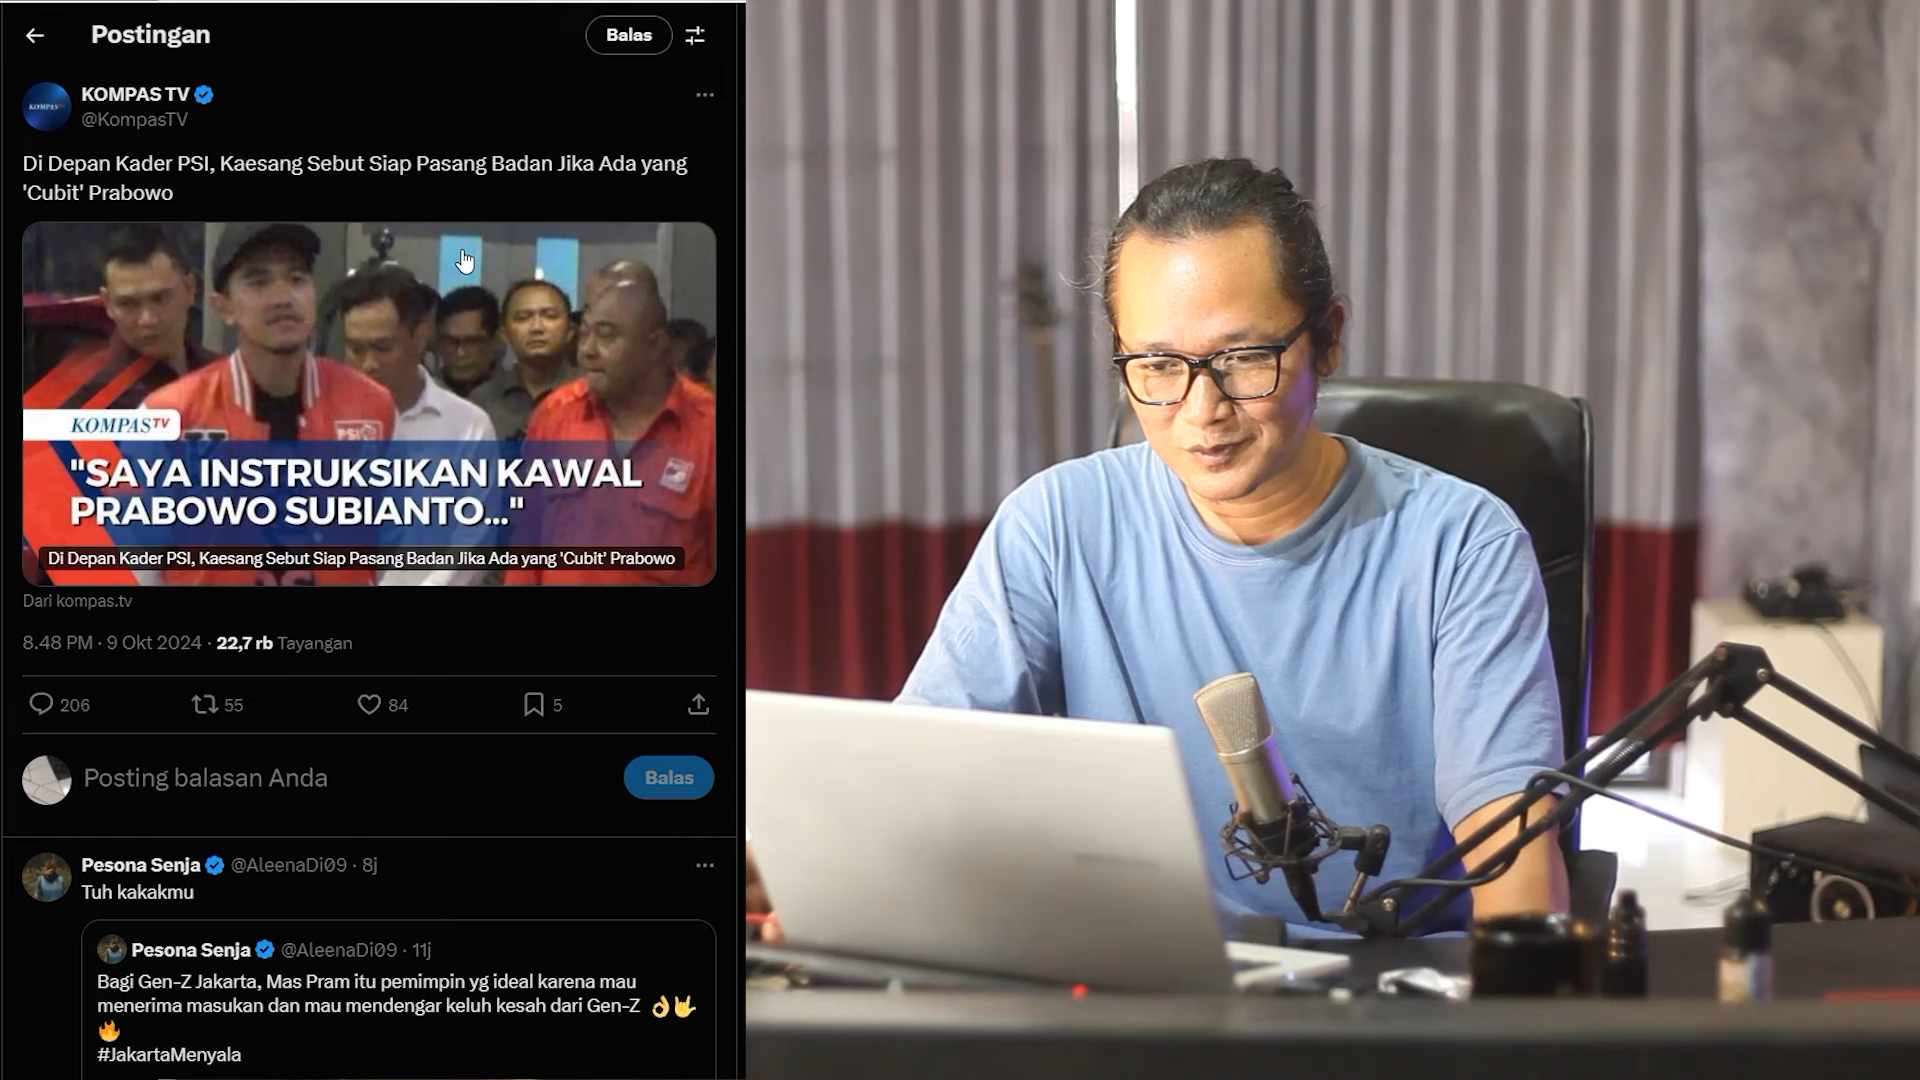 Postingan
Balas
KOMPAS TV
@KompasTV
Di Depan Kader PSI, Kaesang Sebut Siap Pasang Badan Jika Ada yang
'Cubit' Prabowo
KOMPAS TV
PSI
"SAYA INSTRUKSIKAN KAWAL
PRABOWO SUBIANTO..."
Di Depan Kader PSI, Kaesang Sebut Siap Pasang Badan Jika Ada yang 'Cubit' Prabowo
Dari kompas.tv
8.48 PM · 9 Okt 2024 · 22,7 rb Tayangan
206 55 84 5
Posting balasan Anda
Balas
Pesona Senja @AleenaDi09 · 8j
Tuh kakakmu
Pesona Senja @AleenaDi09 · 11j
Bagi Gen-Z Jakarta, Mas Pram itu pemimpin yg ideal karena mau
menerima masukan dan mau mendengar keluh kesah dari Gen-Z 👌🤟
🔥
#JakartaMenyala